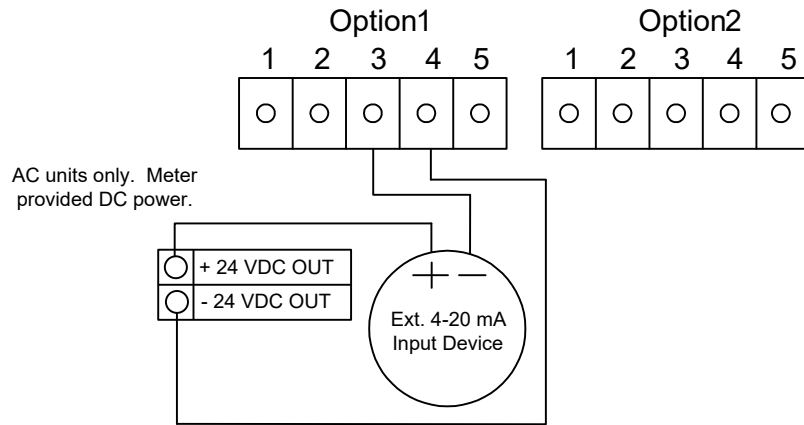 Option1 Option2
1 2 3 4 5 1 2 3 4 5
AC units only. Meter
provided DC power.
+ 24 VDC OUT
- 24 VDC OUT
+ −
Ext. 4-20 mA
Input Device